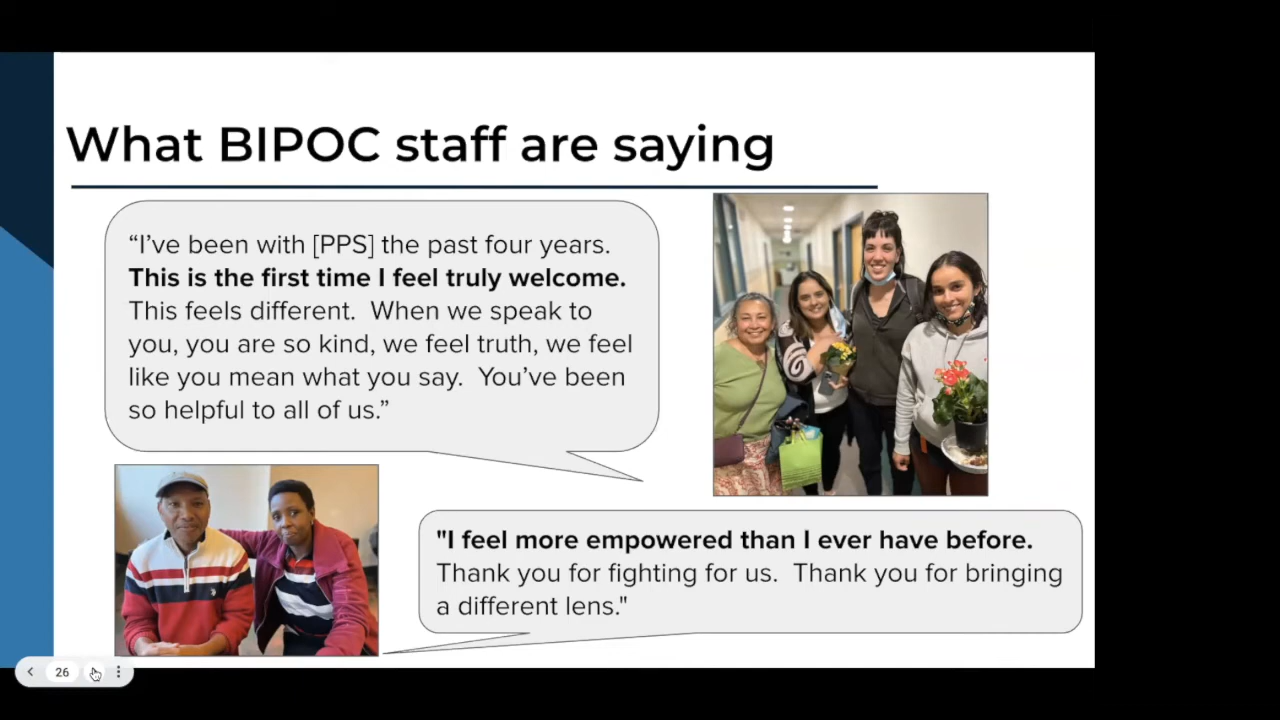 What BIPOC staff are saying
“I’ve been with [PPS] the past four years.
This is the first time I feel truly welcome.
This feels different.  When we speak to
you, you are so kind, we feel truth, we feel
like you mean what you say.  You’ve been
so helpful to all of us.”
"I feel more empowered than I ever have before.
Thank you for fighting for us.  Thank you for bringing
a different lens."
26